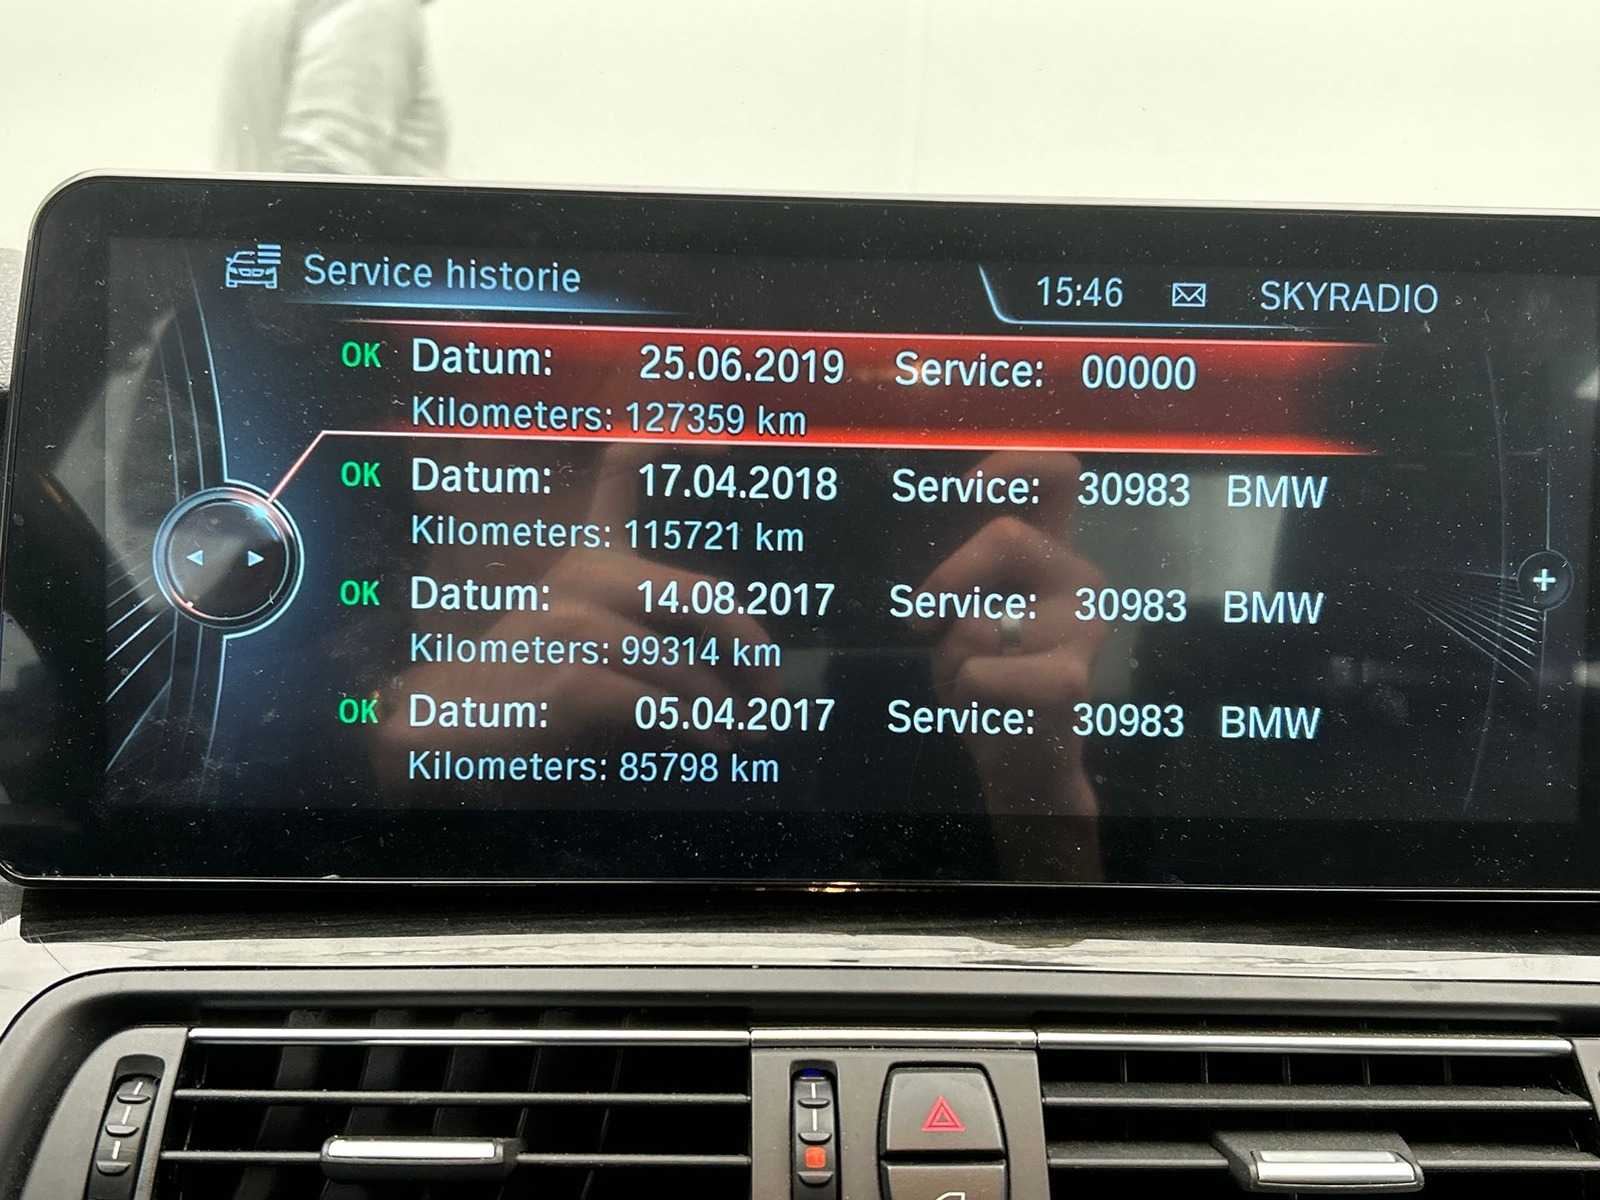 Service historie
15:46 SKYRADIO
OK Datum: 25.06.2019 Service: 00000
Kilometers: 127359 km
OK Datum: 17.04.2018 Service: 30983 BMW
Kilometers: 115721 km
OK Datum: 14.08.2017 Service: 30983 BMW
Kilometers: 99314 km
OK Datum: 05.04.2017 Service: 30983 BMW
Kilometers: 85798 km